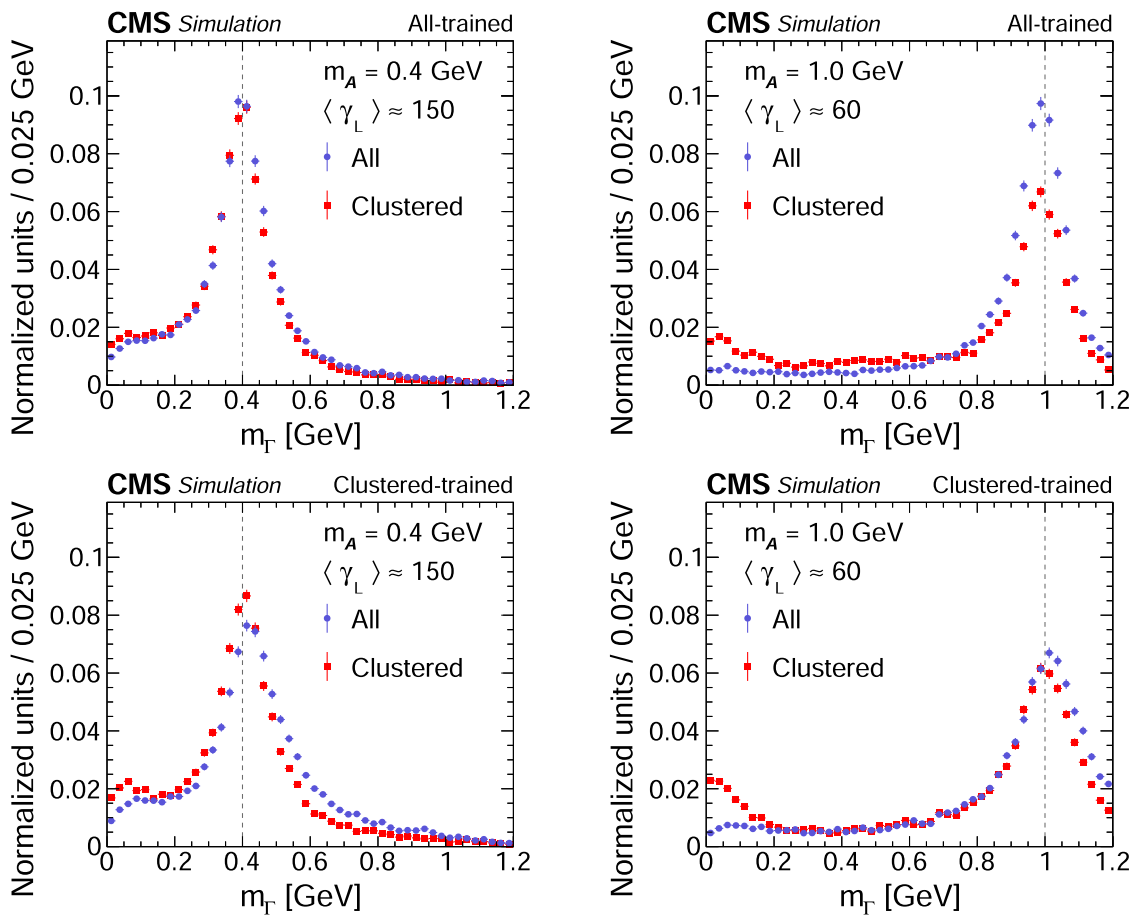 CMS Simulation All-trained
Normalized units / 0.025 GeV
m_A = 0.4 GeV
⟨ γ_L ⟩ ≈ 150
All
Clustered
0.1
0.08
0.06
0.04
0.02
0
0 0.2 0.4 0.6 0.8 1 1.2
m_Γ [GeV]
CMS Simulation All-trained
Normalized units / 0.025 GeV
m_A = 1.0 GeV
⟨ γ_L ⟩ ≈ 60
All
Clustered
0.1
0.08
0.06
0.04
0.02
0
0 0.2 0.4 0.6 0.8 1 1.2
m_Γ [GeV]
CMS Simulation Clustered-trained
Normalized units / 0.025 GeV
m_A = 0.4 GeV
⟨ γ_L ⟩ ≈ 150
All
Clustered
0.1
0.08
0.06
0.04
0.02
0
0 0.2 0.4 0.6 0.8 1 1.2
m_Γ [GeV]
CMS Simulation Clustered-trained
Normalized units / 0.025 GeV
m_A = 1.0 GeV
⟨ γ_L ⟩ ≈ 60
All
Clustered
0.1
0.08
0.06
0.04
0.02
0
0 0.2 0.4 0.6 0.8 1 1.2
m_Γ [GeV]